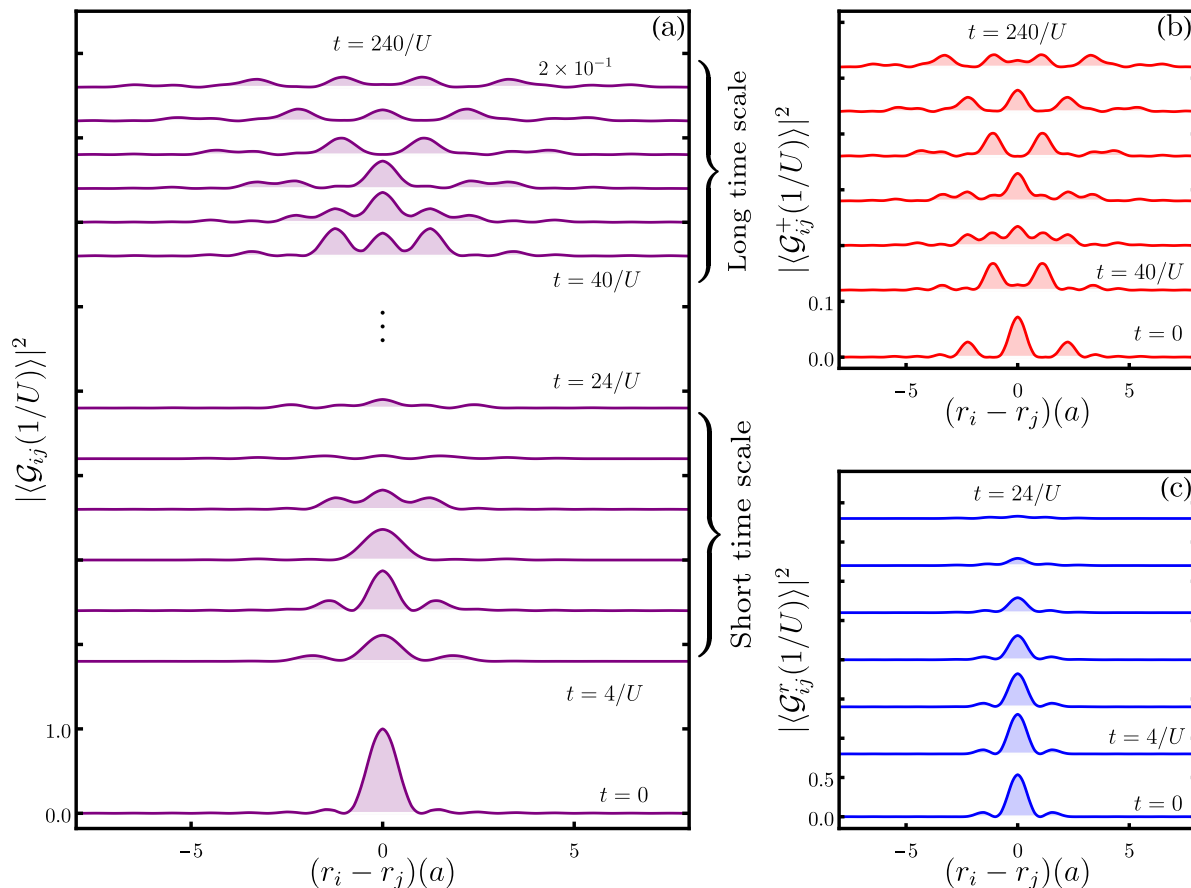 (a)
t = 240/U
2 × 10⁻¹
Long time scale
t = 40/U
⋮
t = 24/U
Short time scale
t = 4/U
t = 0
|⟨𝒢_{ij}(1/U)⟩|²
1.0
0.0
−5
0
5
(r_i − r_j)(a)
(b)
t = 240/U
t = 40/U
t = 0
|⟨𝒢_{ij}^{+}(1/U)⟩|²
0.1
0.0
−5
0
5
(r_i − r_j)(a)
(c)
t = 24/U
t = 4/U
t = 0
|⟨𝒢_{ij}^{r}(1/U)⟩|²
0.5
0.0
−5
0
5
(r_i − r_j)(a)